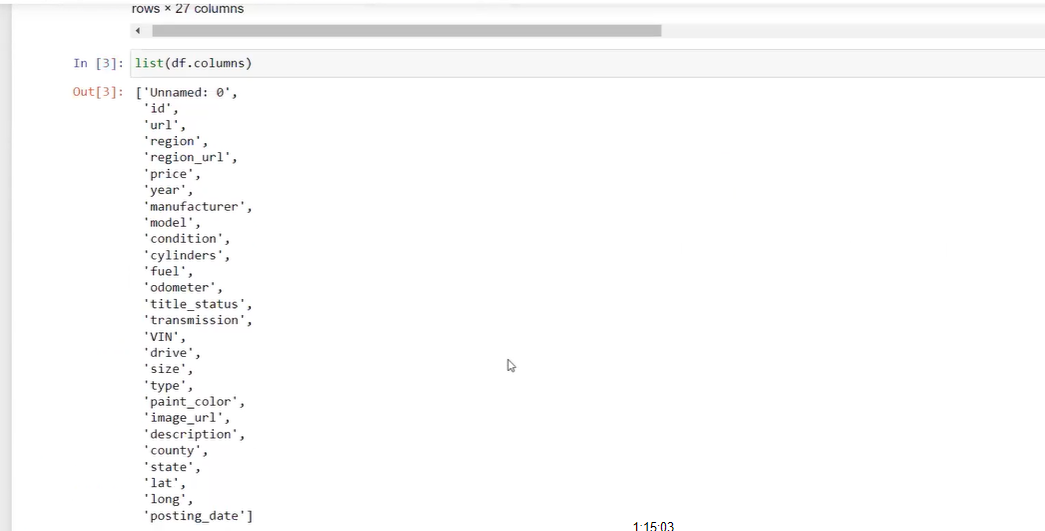 rows × 27 columns
In [3]: list(df.columns)
Out[3]: ['Unnamed: 0',
'id',
'url',
'region',
'region_url',
'price',
'year',
'manufacturer',
'model',
'condition',
'cylinders',
'fuel',
'odometer',
'title_status',
'transmission',
'VIN',
'drive',
'size',
'type',
'paint_color',
'image_url',
'description',
'county',
'state',
'lat',
'long',
'posting_date']
1:15:03